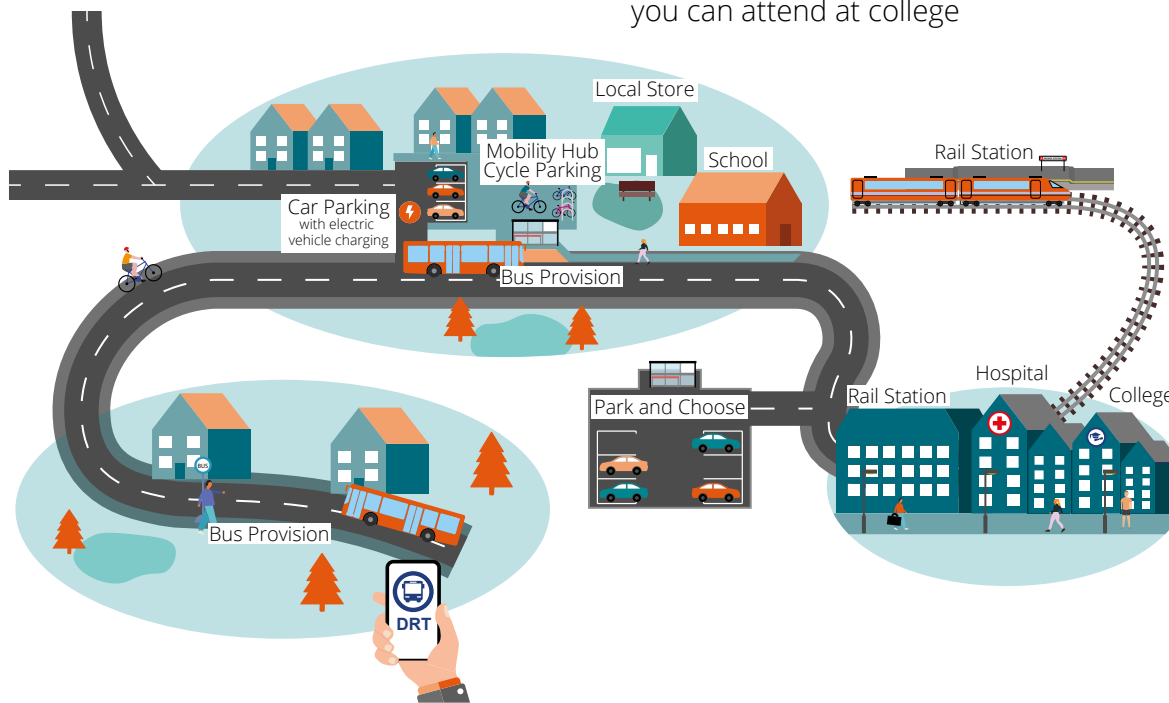 you can attend at college
Local Store
Mobility Hub
Cycle Parking
School
Rail Station
Car Parking
with electric
vehicle charging
Bus Provision
Hospital
Rail Station
College
Park and Choose
BUS
Bus Provision
DRT